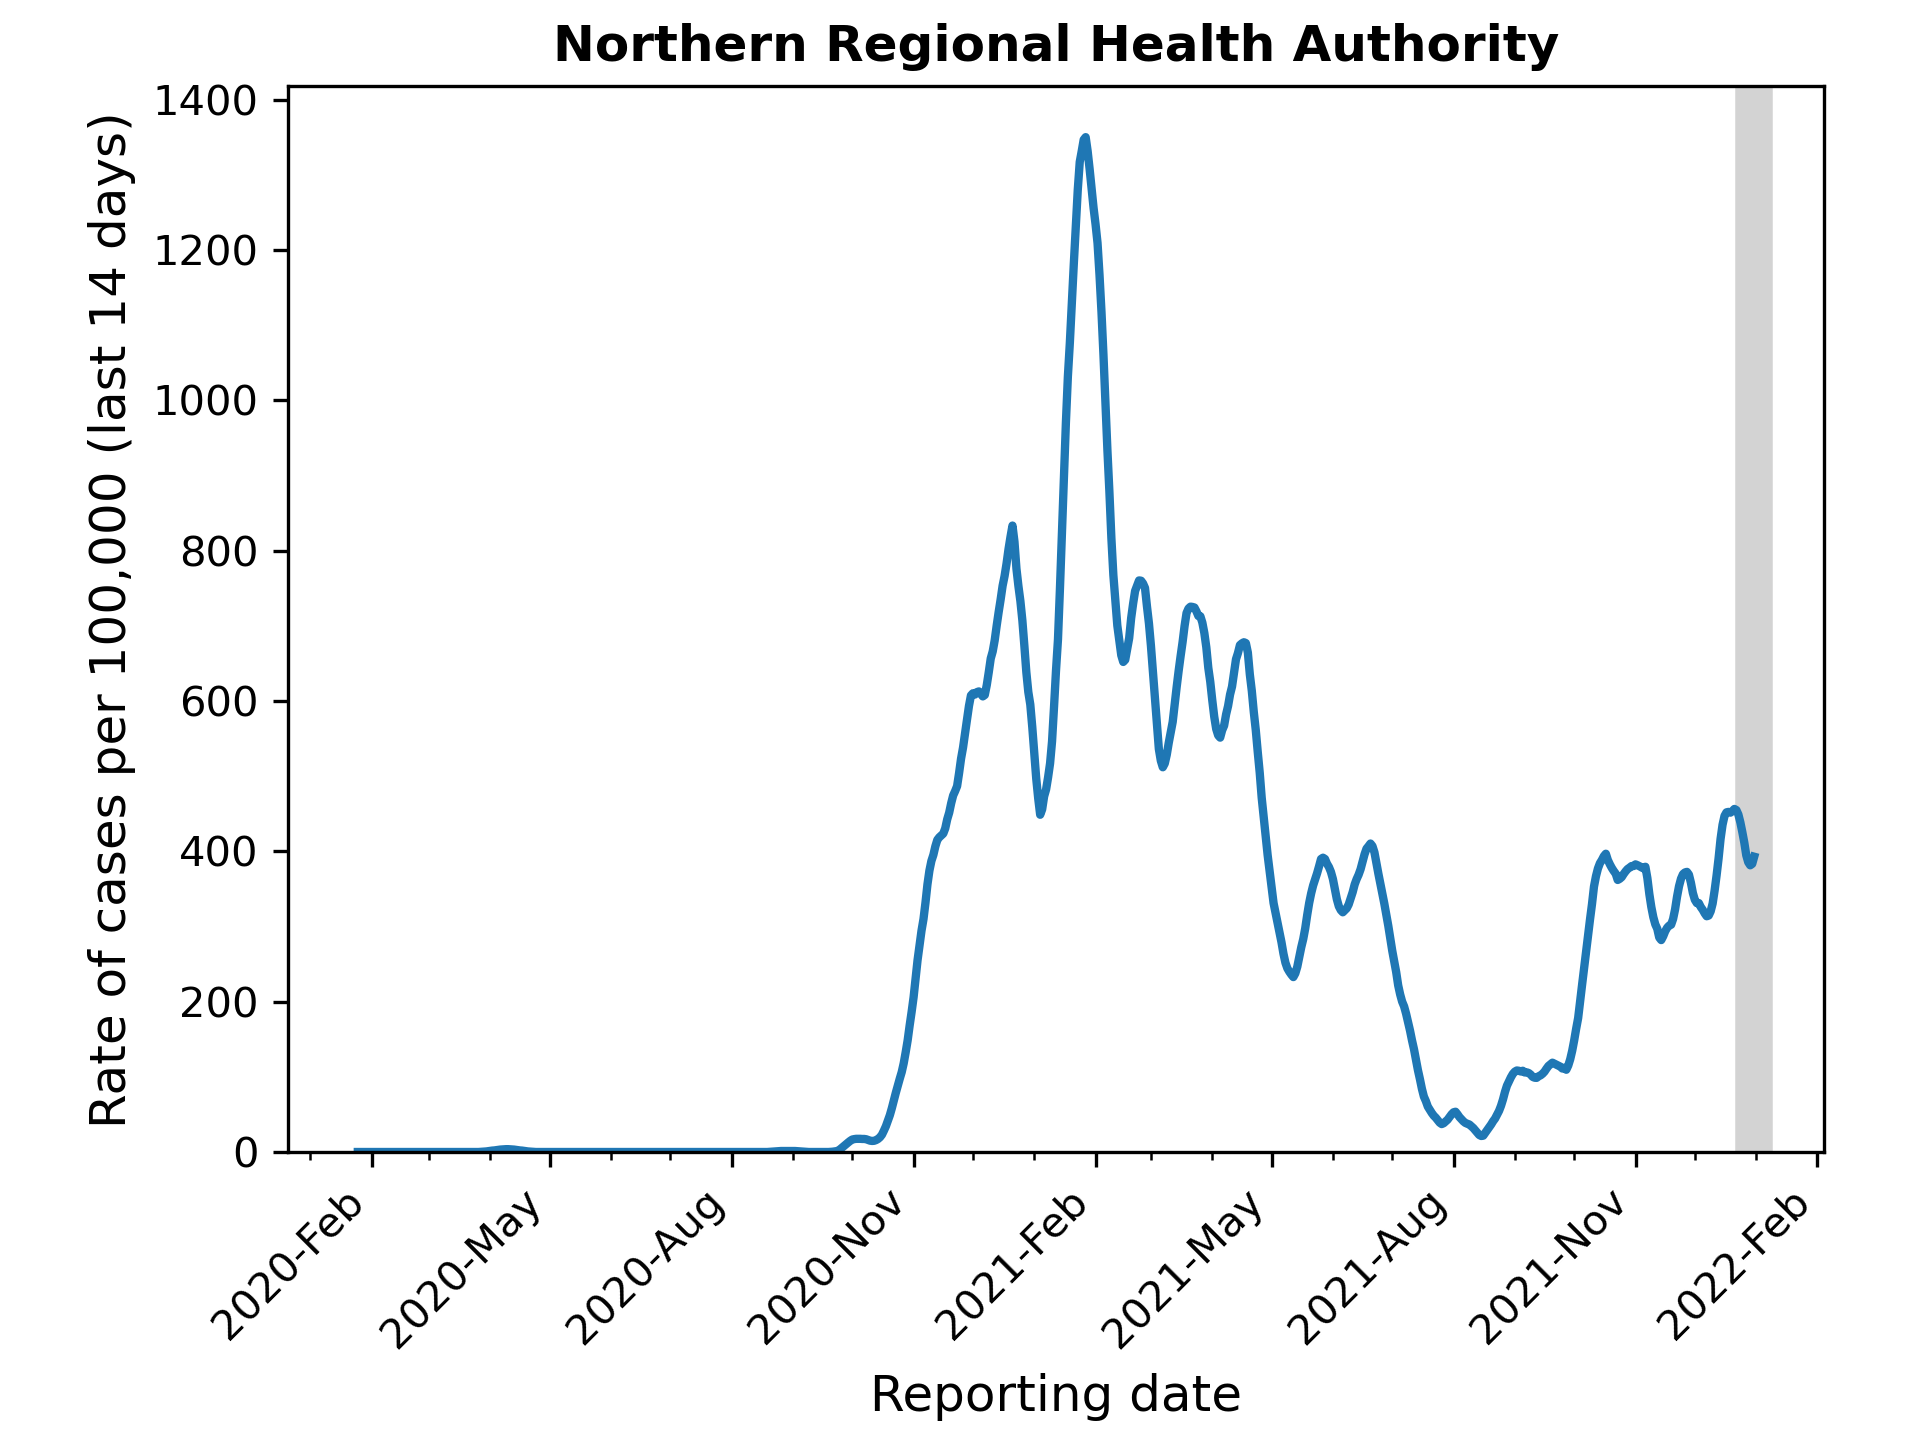 Northern Regional Health Authority
Rate of cases per 100,000 (last 14 days)
1400
1200
1000
800
600
400
200
0
2020-Feb
2020-May
2020-Aug
2020-Nov
2021-Feb
2021-May
2021-Aug
2021-Nov
2022-Feb
Reporting date